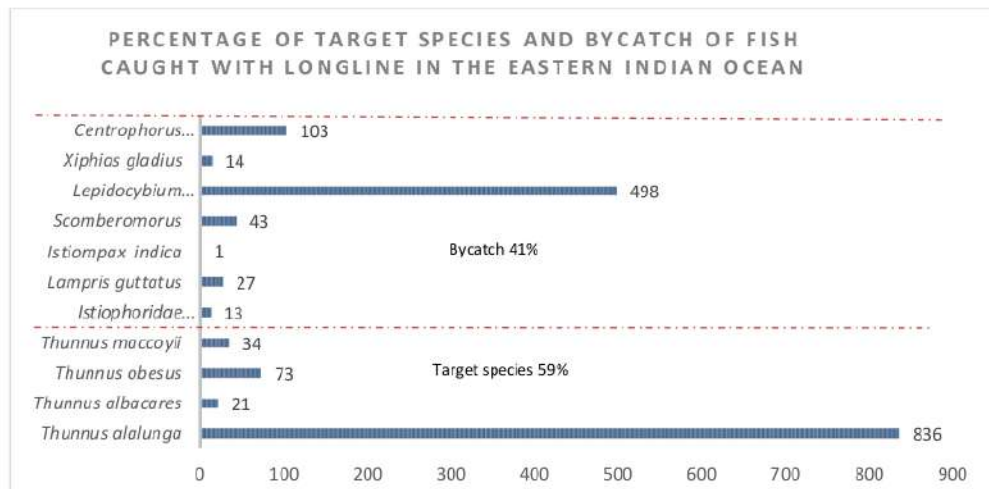 PERCENTAGE OF TARGET SPECIES AND BYCATCH OF FISH
CAUGHT WITH LONGLINE IN THE EASTERN INDIAN OCEAN
Centrophorus... 103
Xiphias gladius 14
Lepidocybium... 498
Scomberomorus 43
Istiompax indica 1
Bycatch 41%
Lampris guttatus 27
Istiophoridae... 13
Thunnus maccoyii 34
Thunnus obesus 73
Target species 59%
Thunnus albacares 21
Thunnus alalunga 836
0 100 200 300 400 500 600 700 800 900